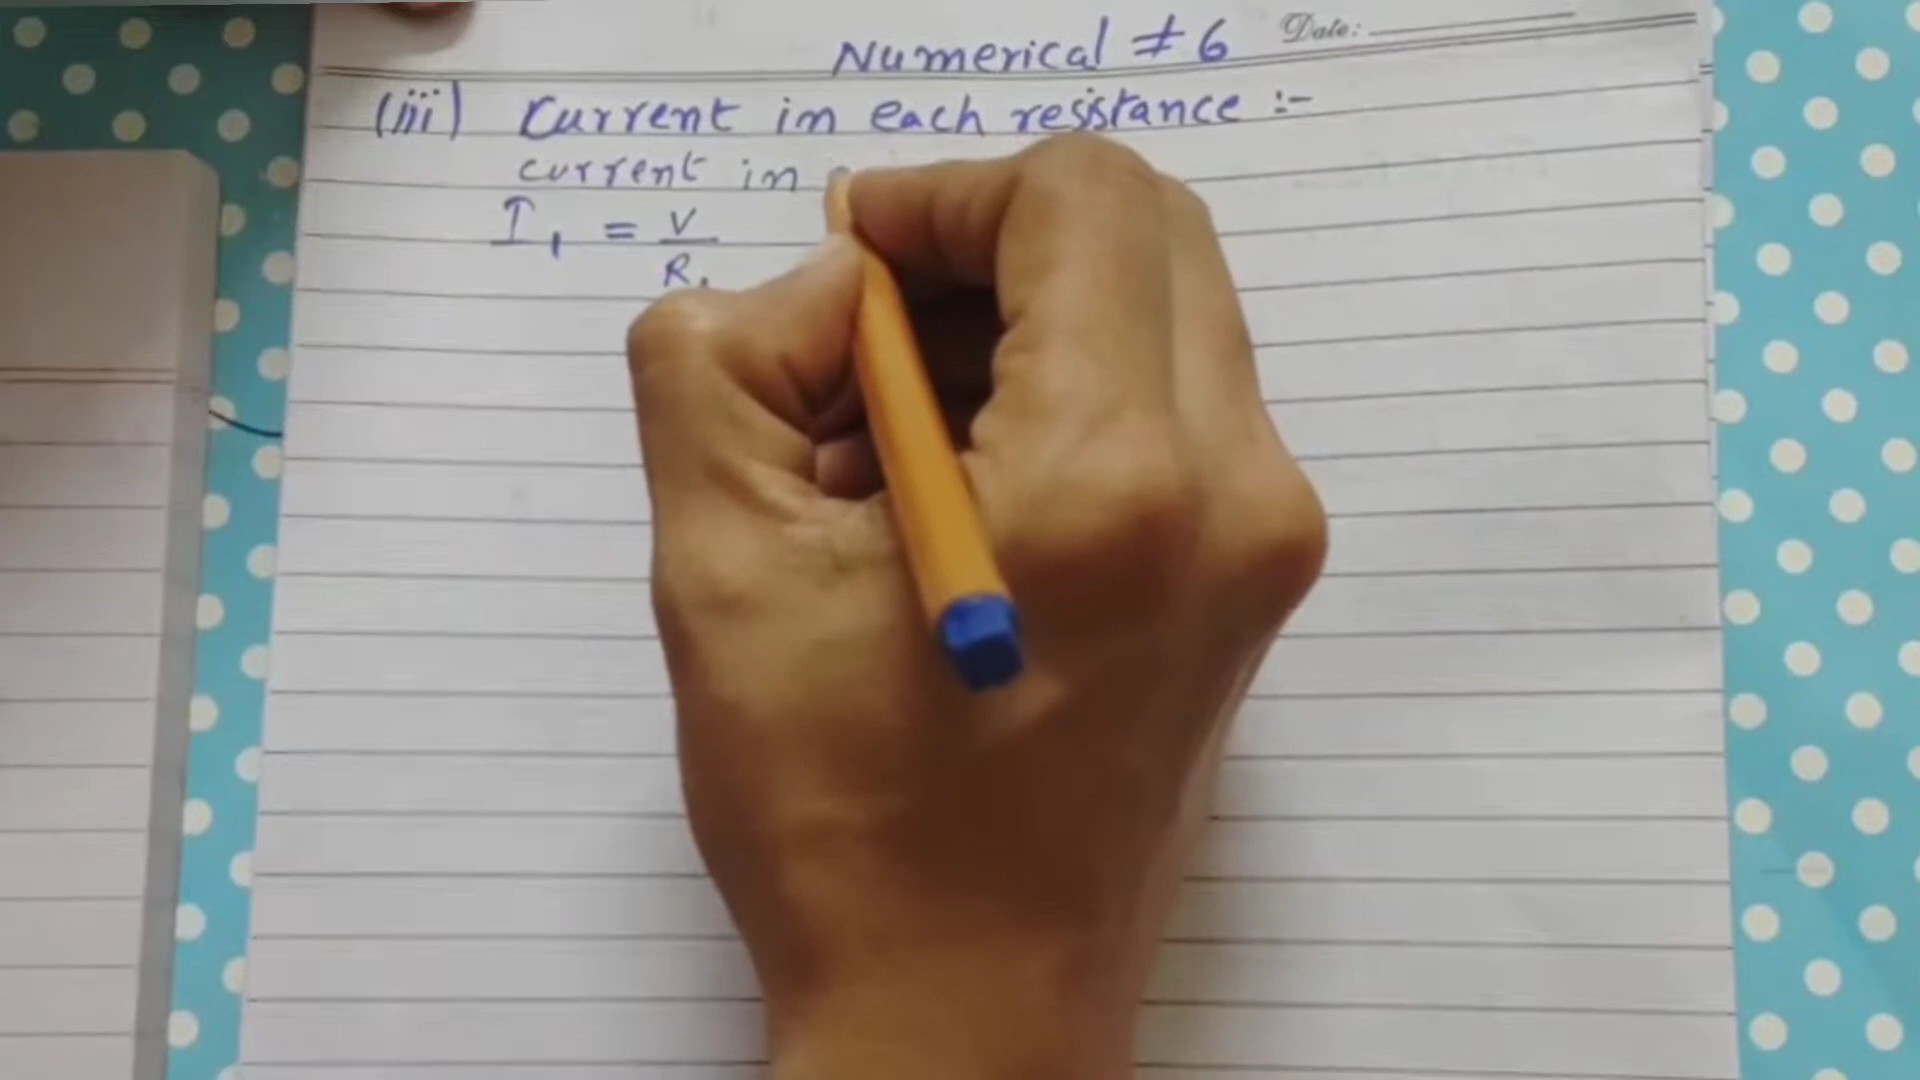 Numerical # 6 Date:
(iii) Current in each resistance :-
current in
I₁ = V
R₁